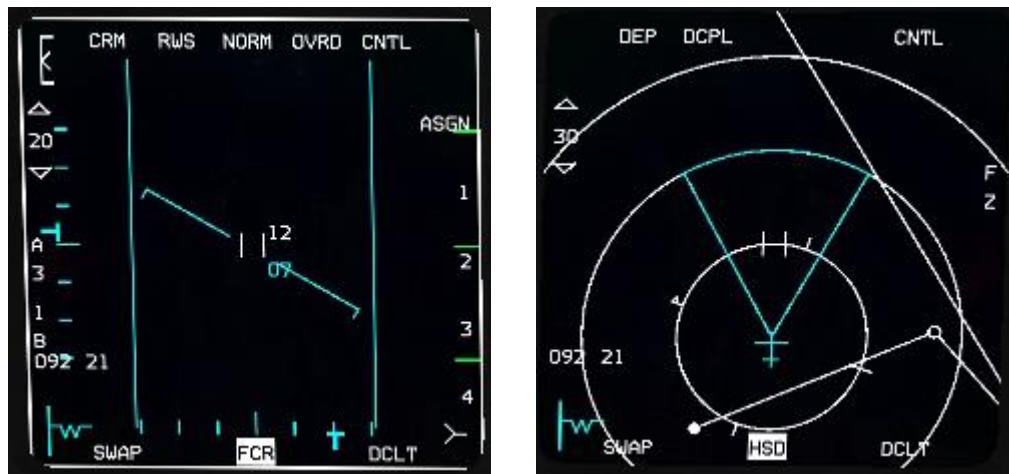 CRM RWS NORM OVRD CNTL
20
ASGN
1
12
A
2
07
3
1
3
B
092 21
4
W
SWAP FCR DCLT
DEP DCPL CNTL
30
F
Z
092 21
W
SWAP HSD DCLT